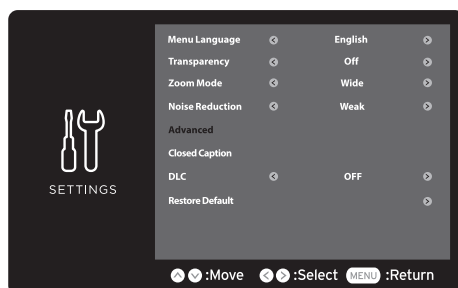 Menu Language English
Transparency Off
Zoom Mode Wide
Noise Reduction Weak
Advanced
Closed Caption
DLC OFF
Restore Default
SETTINGS
:Move :Select MENU :Return